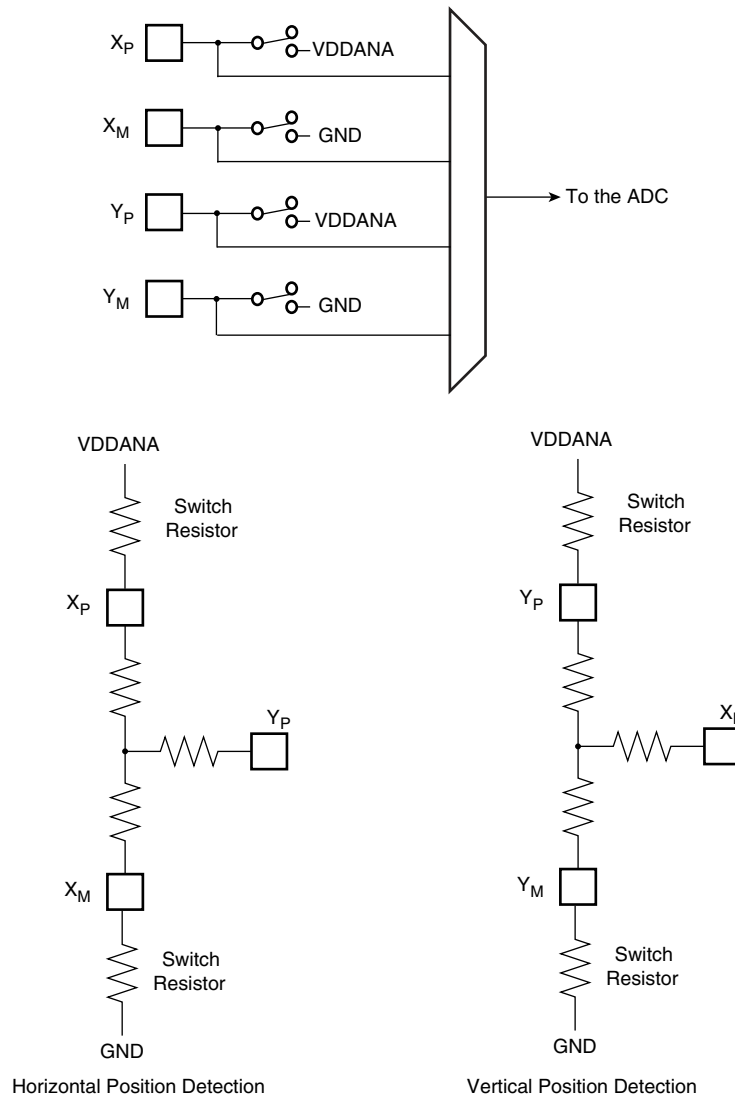 XP
VDDANA
XM
GND
To the ADC
YP
VDDANA
YM
GND
VDDANA
Switch
Resistor
XP
YP
XM
Switch
Resistor
GND
Horizontal Position Detection
VDDANA
Switch
Resistor
YP
YM
Switch
Resistor
GND
Vertical Position Detection